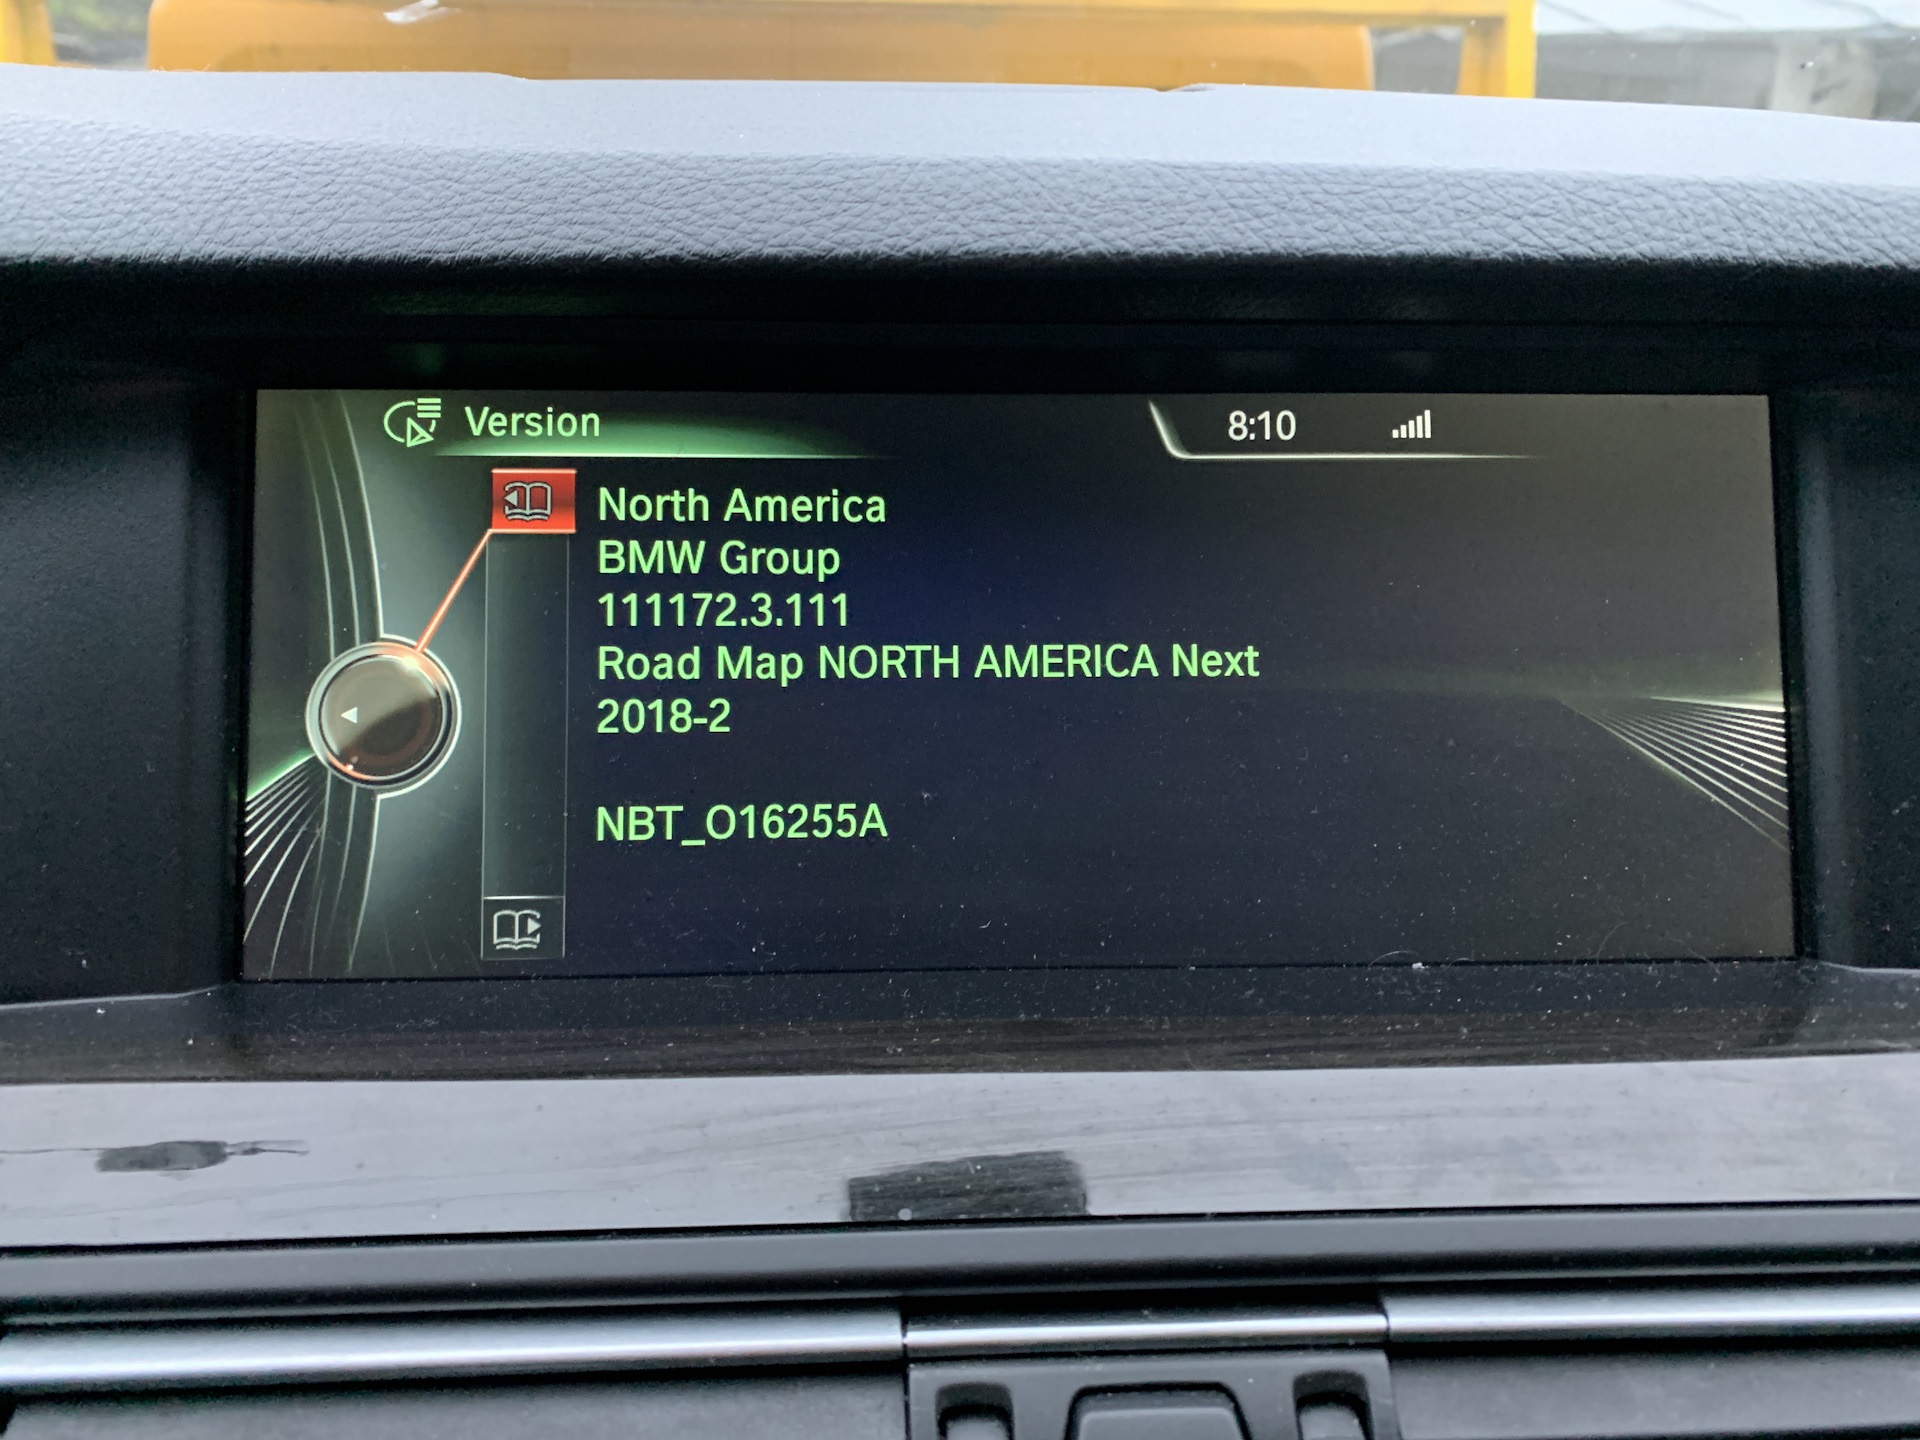 Version
8:10
North America
BMW Group
111172.3.111
Road Map NORTH AMERICA Next
2018-2
NBT_O16255A